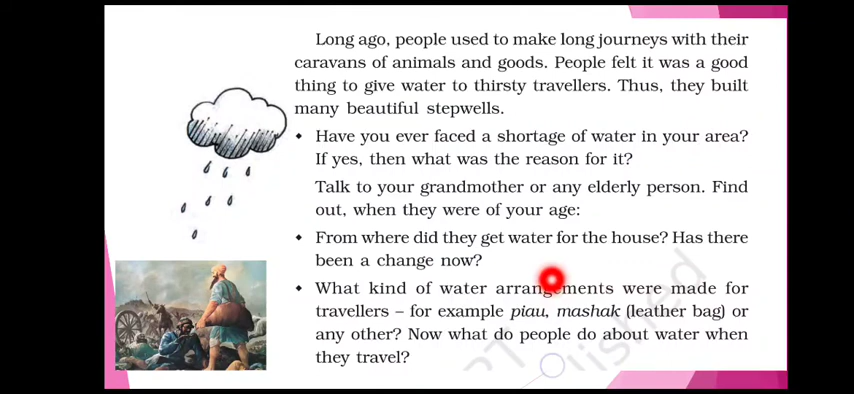 Long ago, people used to make long journeys with their
caravans of animals and goods. People felt it was a good
thing to give water to thirsty travellers. Thus, they built
many beautiful stepwells.
◆ Have you ever faced a shortage of water in your area?
If yes, then what was the reason for it?
Talk to your grandmother or any elderly person. Find
out, when they were of your age:
◆ From where did they get water for the house? Has there
been a change now?
◆ What kind of water arrangements were made for
travellers – for example piau, mashak (leather bag) or
any other? Now what do people do about water when
they travel?